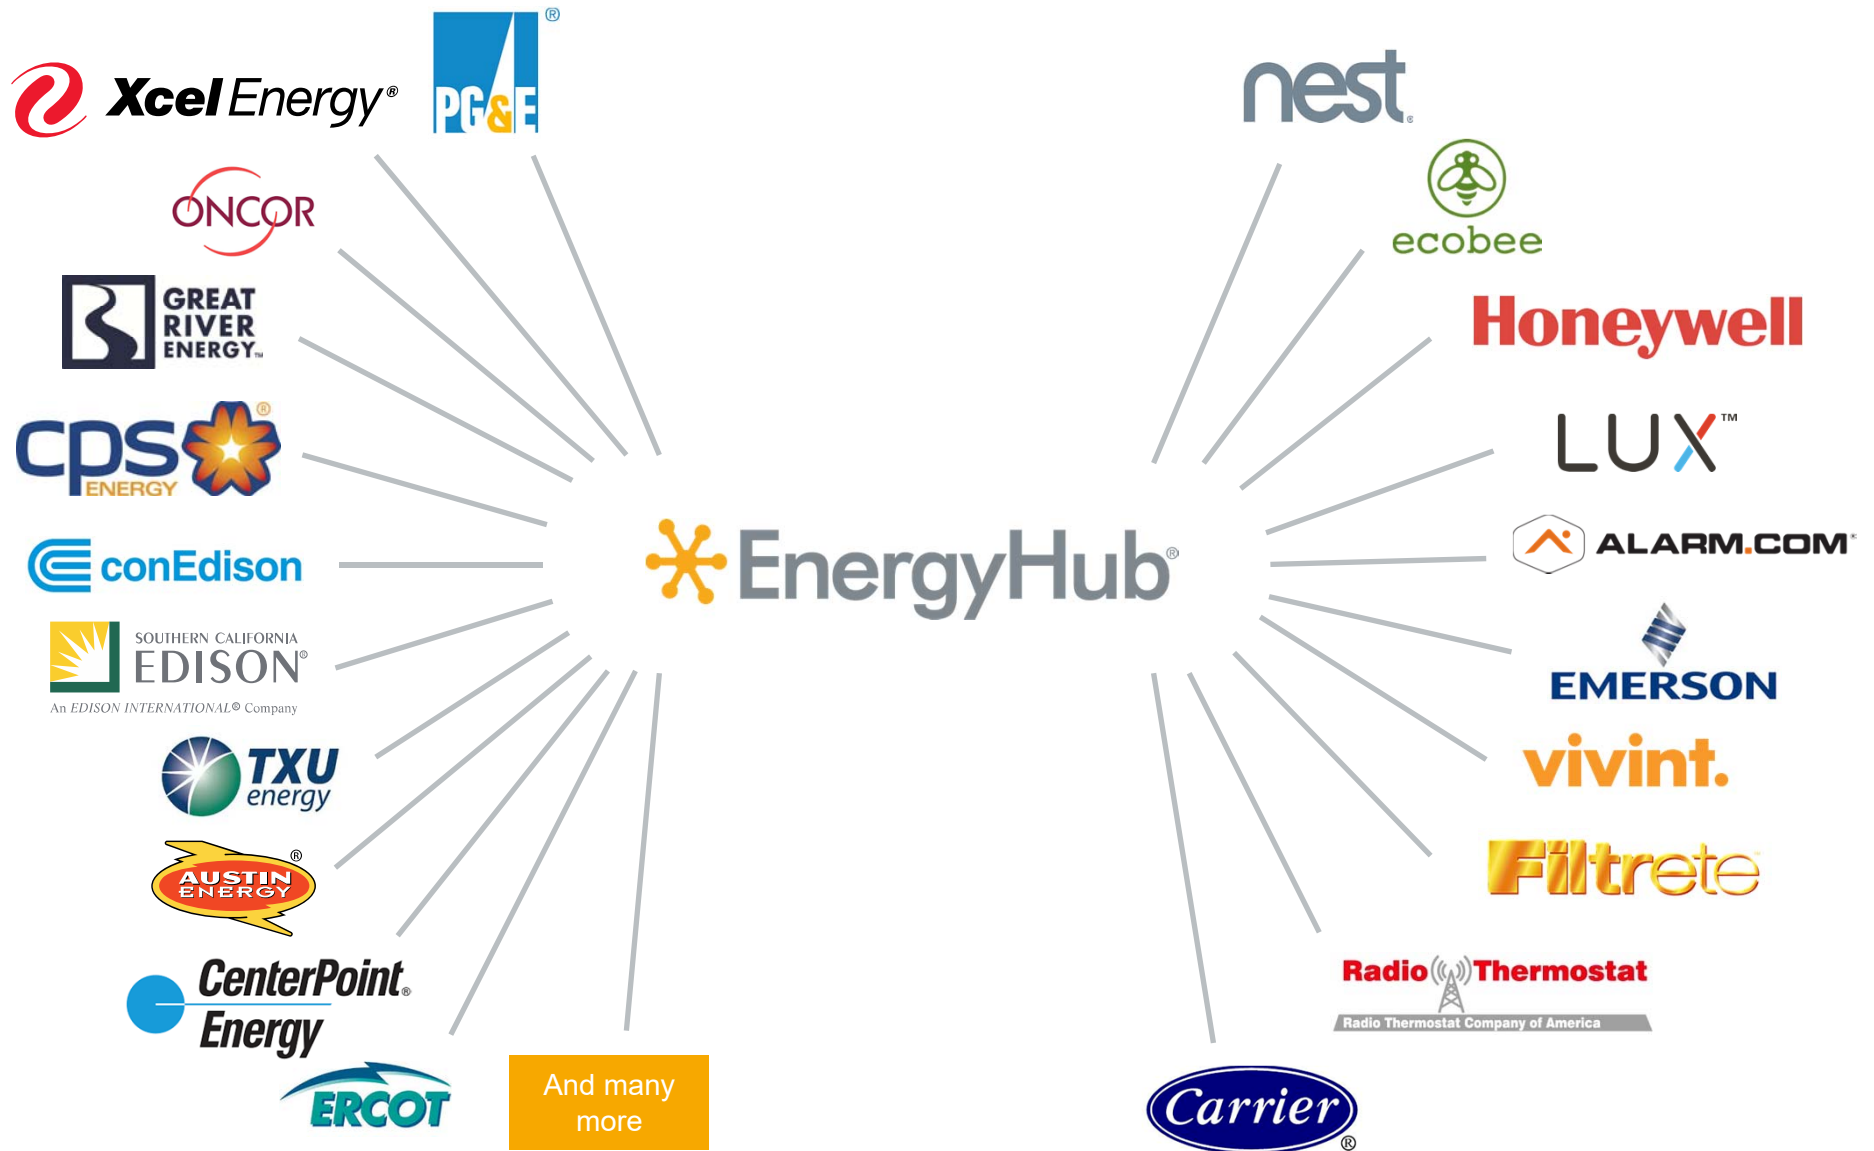 Xcel Energy®
PG&E®
ONCOR
GREAT
RIVER
ENERGY™
cps®
ENERGY
conEdison
SOUTHERN CALIFORNIA
EDISON®
An EDISON INTERNATIONAL® Company
TXU
energy
AUSTIN®
ENERGY
CenterPoint®
Energy
ERCOT
And many
more
EnergyHub®
nest®
ecobee
Honeywell
LUX™
ALARM.COM®
EMERSON
vivint.
Filtrete
Radio Thermostat
Radio Thermostat Company of America
Carrier®